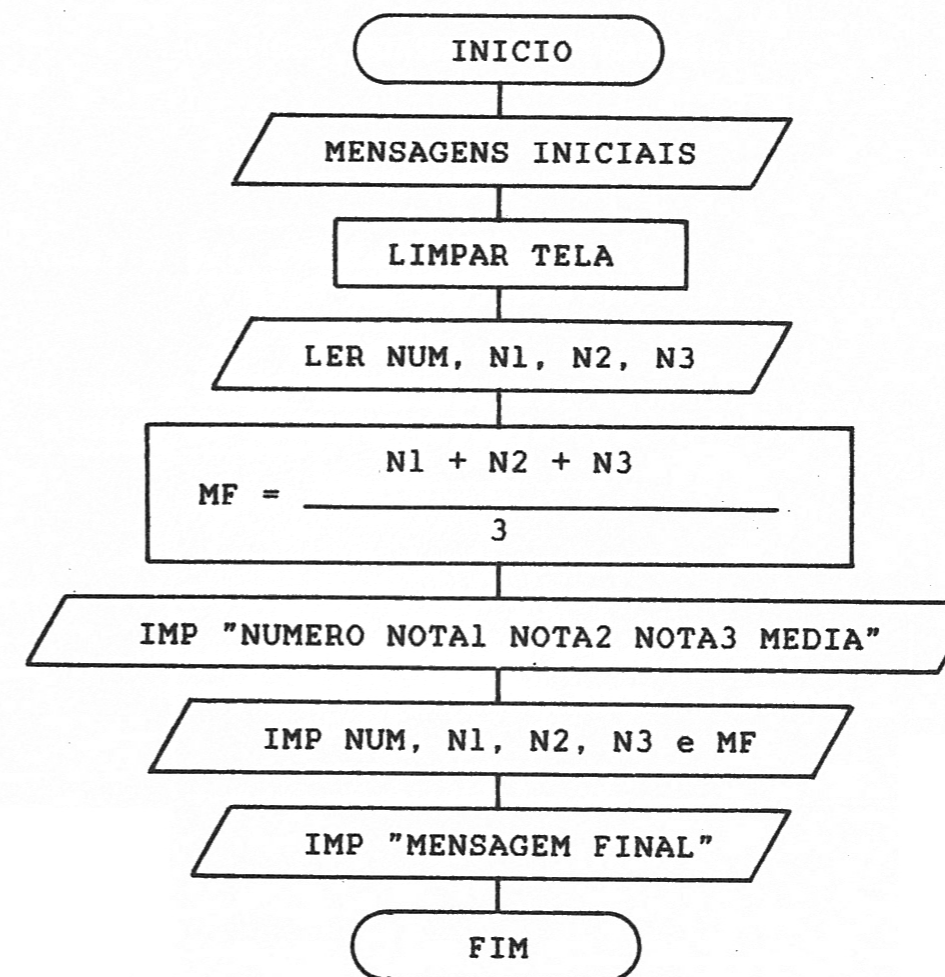 INICIO
MENSAGENS INICIAIS
LIMPAR TELA
LER NUM, N1, N2, N3
N1 + N2 + N3
MF =
3
IMP "NUMERO NOTA1 NOTA2 NOTA3 MEDIA"
IMP NUM, N1, N2, N3 e MF
IMP "MENSAGEM FINAL"
FIM